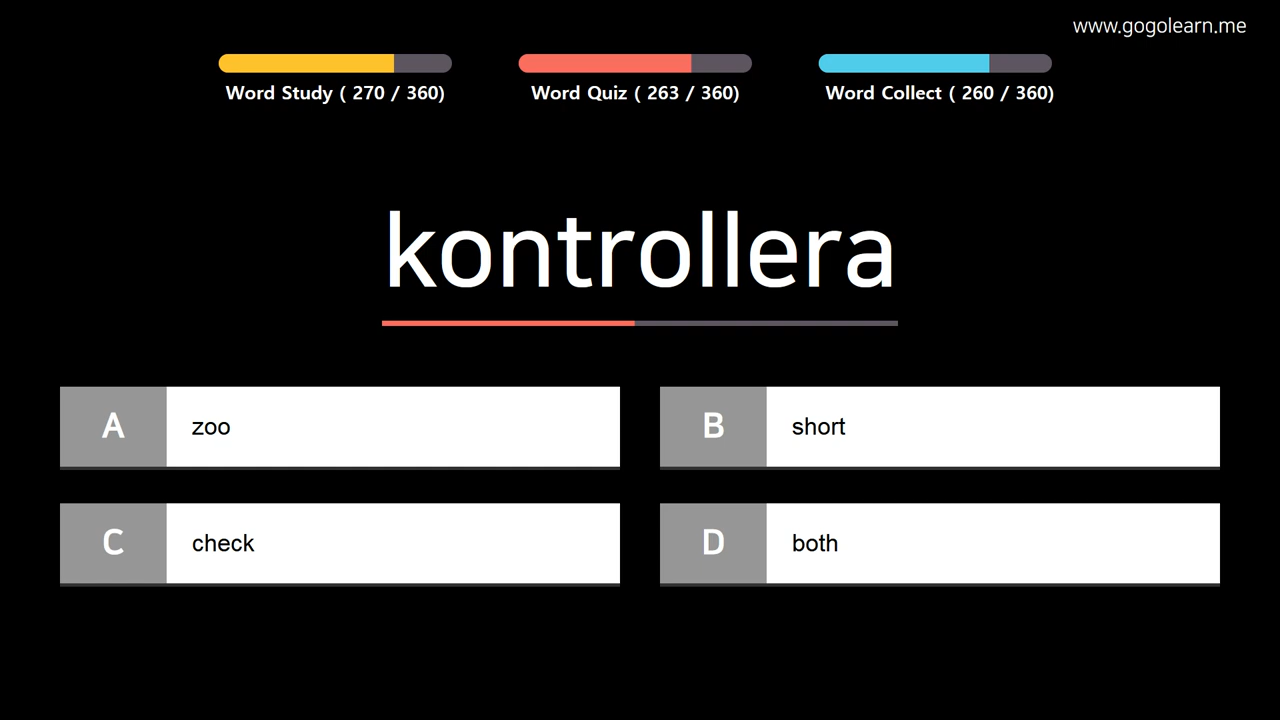 www.gogolearn.me
Word Study ( 270 / 360)
Word Quiz ( 263 / 360)
Word Collect ( 260 / 360)
kontrollera
A
zoo
B
short
C
check
D
both